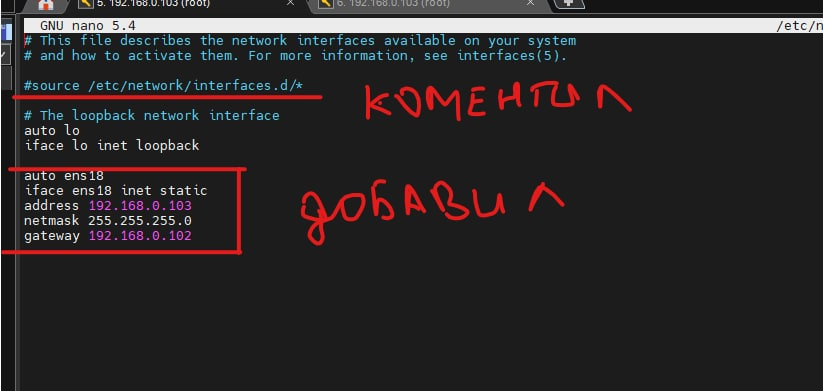 5. 192.168.0.103 (root)
6. 192.168.0.103 (root)
GNU nano 5.4 /etc/n
# This file describes the network interfaces available on your system
# and how to activate them. For more information, see interfaces(5).
#source /etc/network/interfaces.d/*
КОМЕНТИЛ
# The loopback network interface
auto lo
iface lo inet loopback
auto ens18
iface ens18 inet static
address 192.168.0.103
netmask 255.255.255.0
gateway 192.168.0.102
ДОБАВИЛ